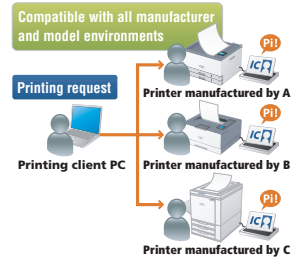 Compatible with all manufacturer
and model environments
Pi!
IC
Printing request
Printer manufactured by A
Pi!
IC
Printing client PC
Printer manufactured by B
Pi!
IC
Printer manufactured by C